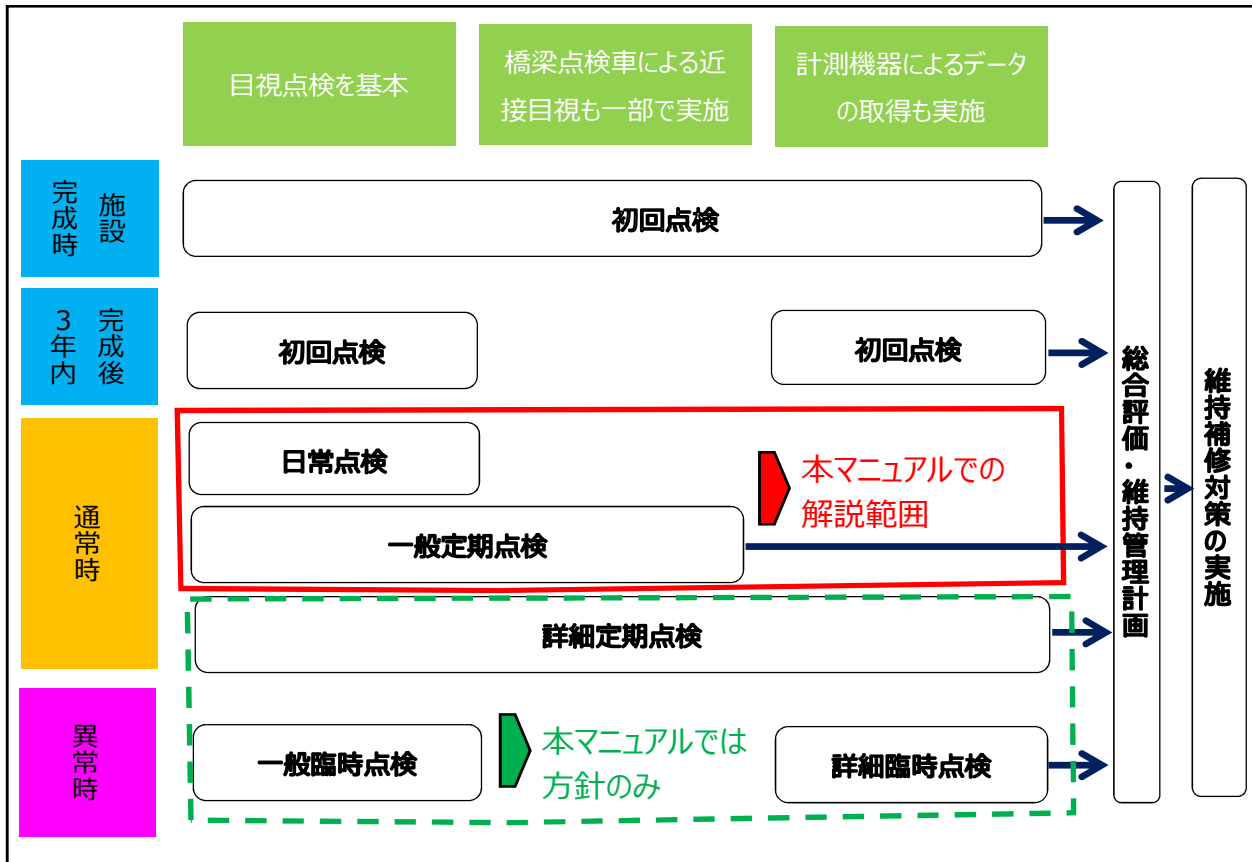 目視点検を基本
橋梁点検車による近
接目視も一部で実施
計測機器によるデータ
の取得も実施
施設
完成時
初回点検
完成後
3年内
初回点検
初回点検
通常時
日常点検
本マニュアルでの
解説範囲
一般定期点検
詳細定期点検
異常時
一般臨時点検
本マニュアルでは
方針のみ
詳細臨時点検
総合評価・維持管理計画
維持補修対策の実施